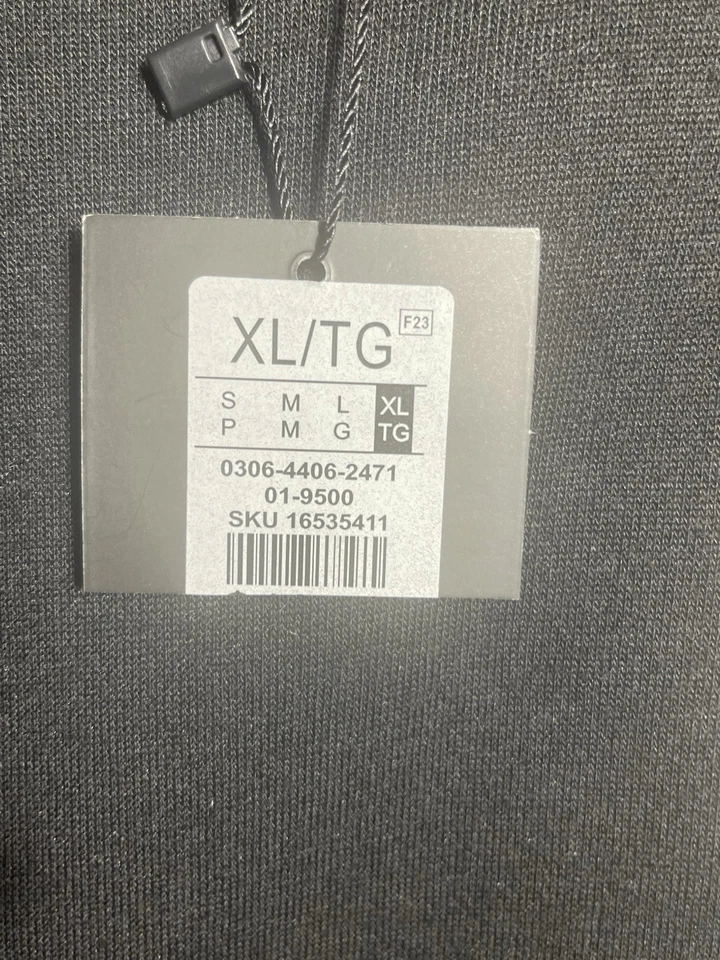 XL/TG F23
S M L XL
P M G TG
0306-4406-2471
01-9500
SKU 16535411